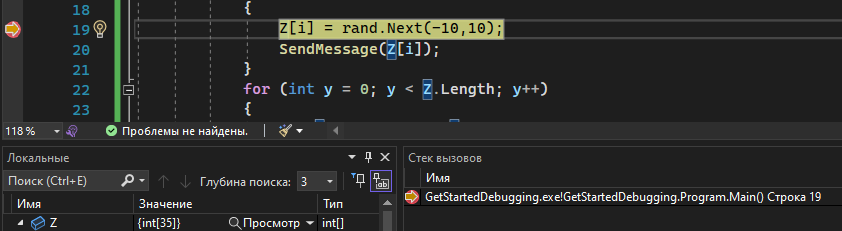 18 {
19 Z[i] = rand.Next(-10,10);
20 SendMessage(Z[i]);
21 }
22 for (int y = 0; y < Z.Length; y++)
23 {
118 % Проблемы не найдены.
Локальные
Поиск (Ctrl+E) Глубина поиска: 3
Имя Значение Тип
Z {int[35]} Просмотр int[]
Стек вызовов
Имя
GetStartedDebugging.exe!GetStartedDebugging.Program.Main() Строка 19